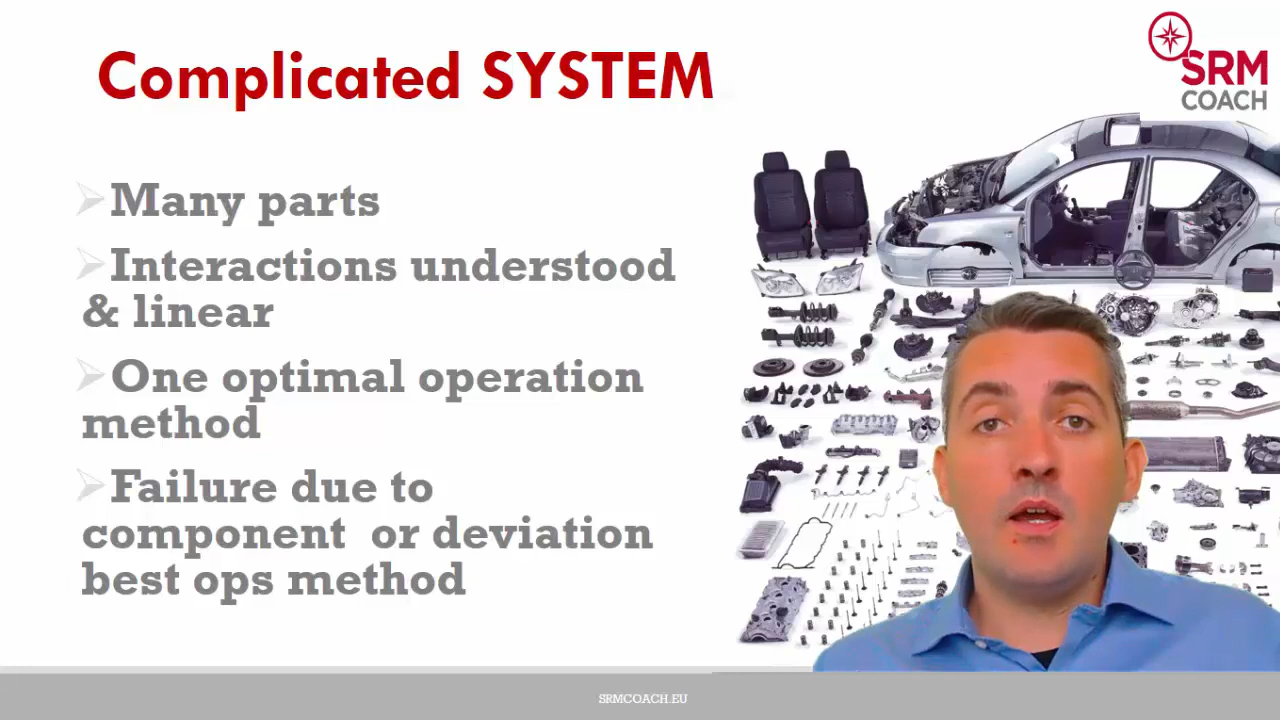 Complicated SYSTEM
SRM
COACH
Many parts
Interactions understood
& linear
One optimal operation
method
Failure due to
component or deviation
best ops method
SRMCOACH.EU